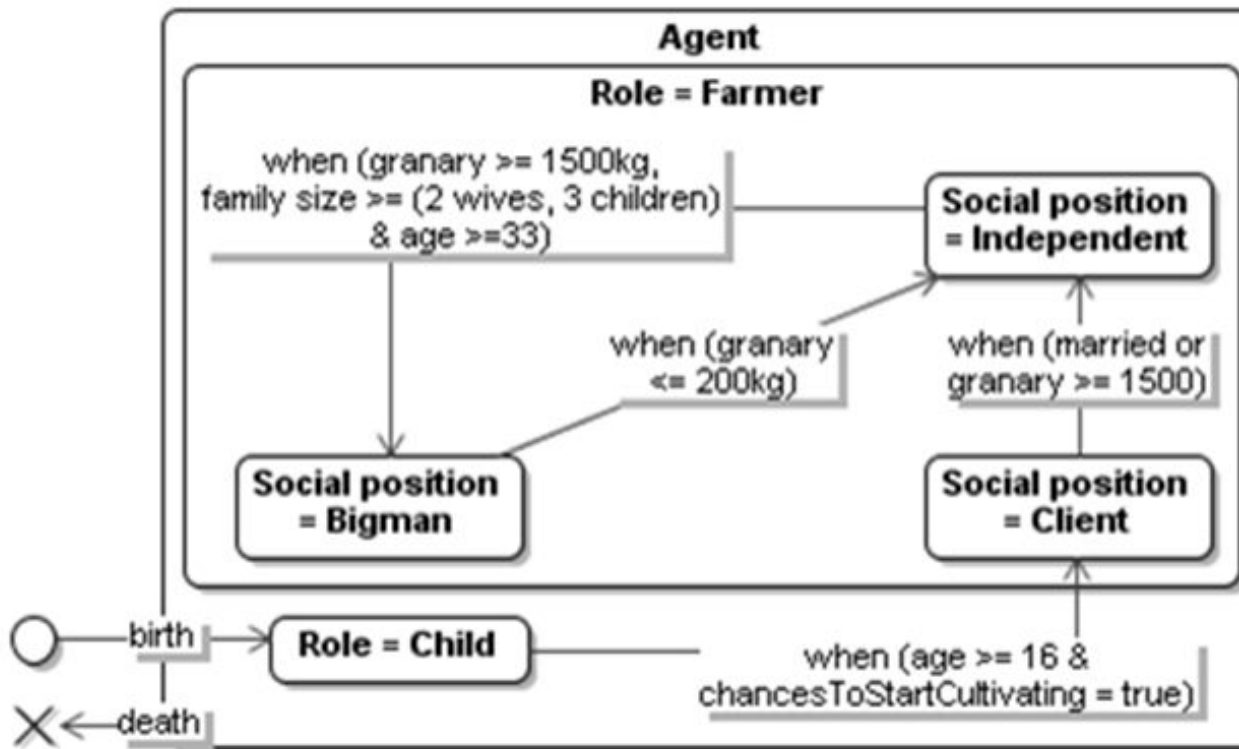 Agent
Role = Farmer
when (granary >= 1500kg,
family size >= (2 wives, 3 children)
& age >=33)
Social position
= Independent
when (granary
<= 200kg)
when (married or
granary >= 1500)
Social position
= Bigman
Social position
= Client
birth
Role = Child
when (age >= 16 &
chancesToStartCultivating = true)
death